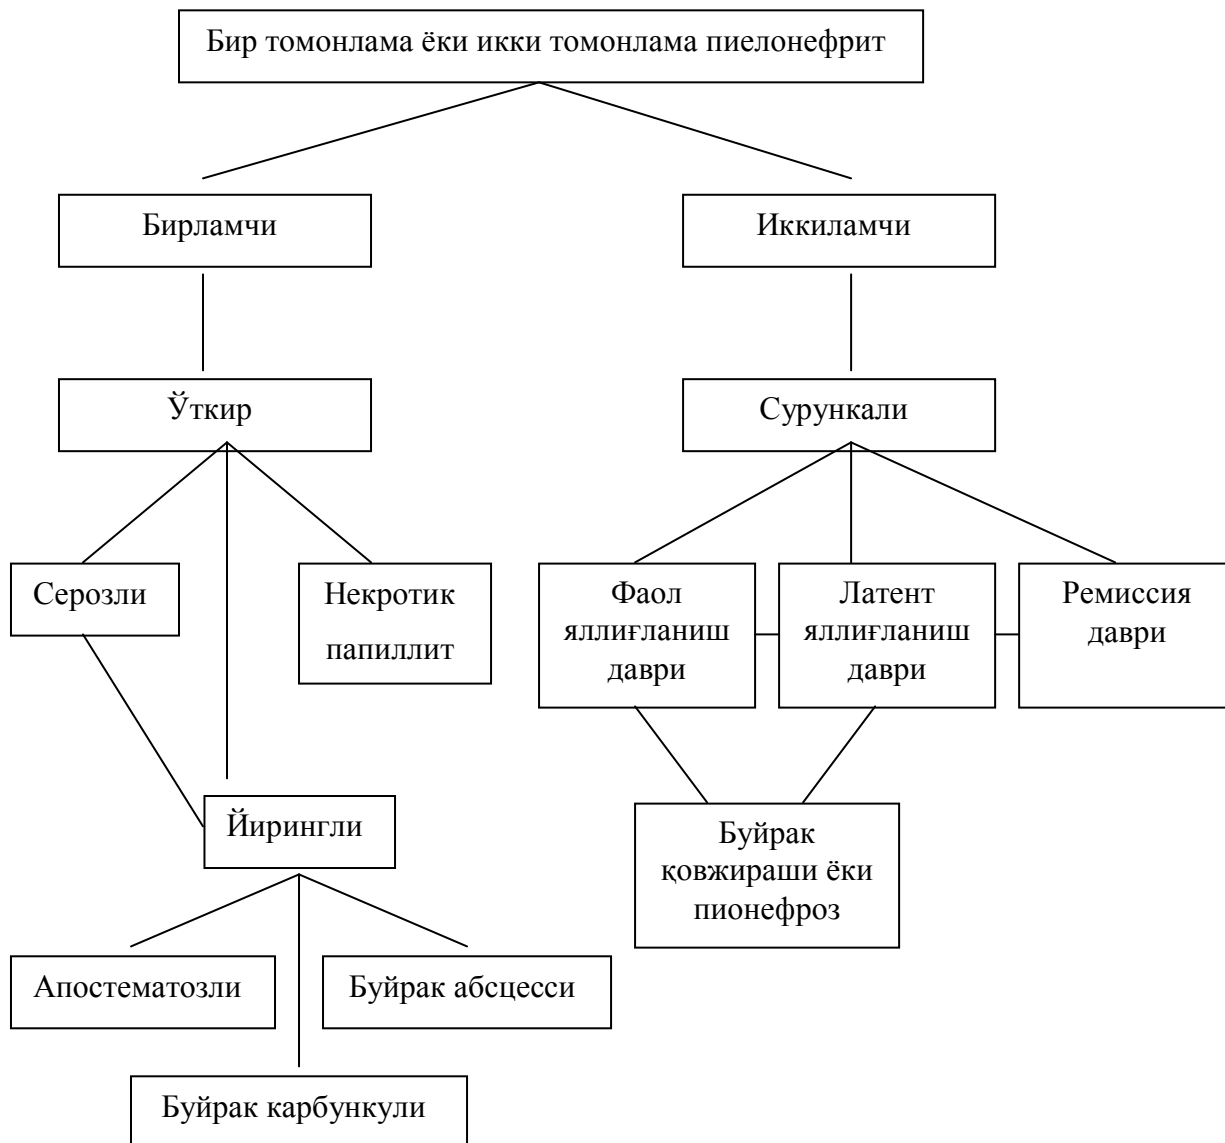 Бир томонлама ёки икки томонлама пиелонефрит
Бирламчи
Иккиламчи
Ўткир
Сурункали
Серозли
Некротик
папиллит
Фаол
яллиғланиш
даври
Латент
яллиғланиш
даври
Ремиссия
даври
Йирингли
Буйрак
қовжираши ёки
пионефроз
Апостематозли
Буйрак абсцесси
Буйрак карбункули